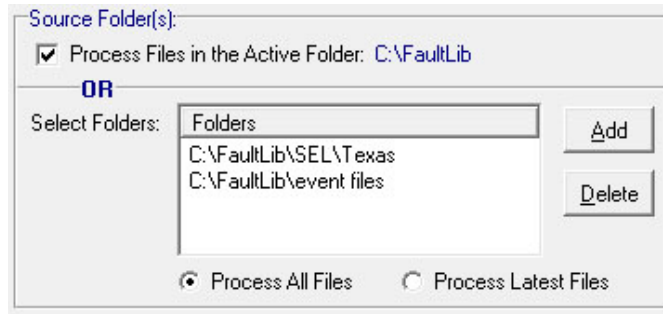 Source Folder(s):
Process Files in the Active Folder: C:\FaultLib
OR
Select Folders:
Folders
Add
C:\FaultLib\SEL\Texas
C:\FaultLib\event files
Delete
Process All Files
Process Latest Files